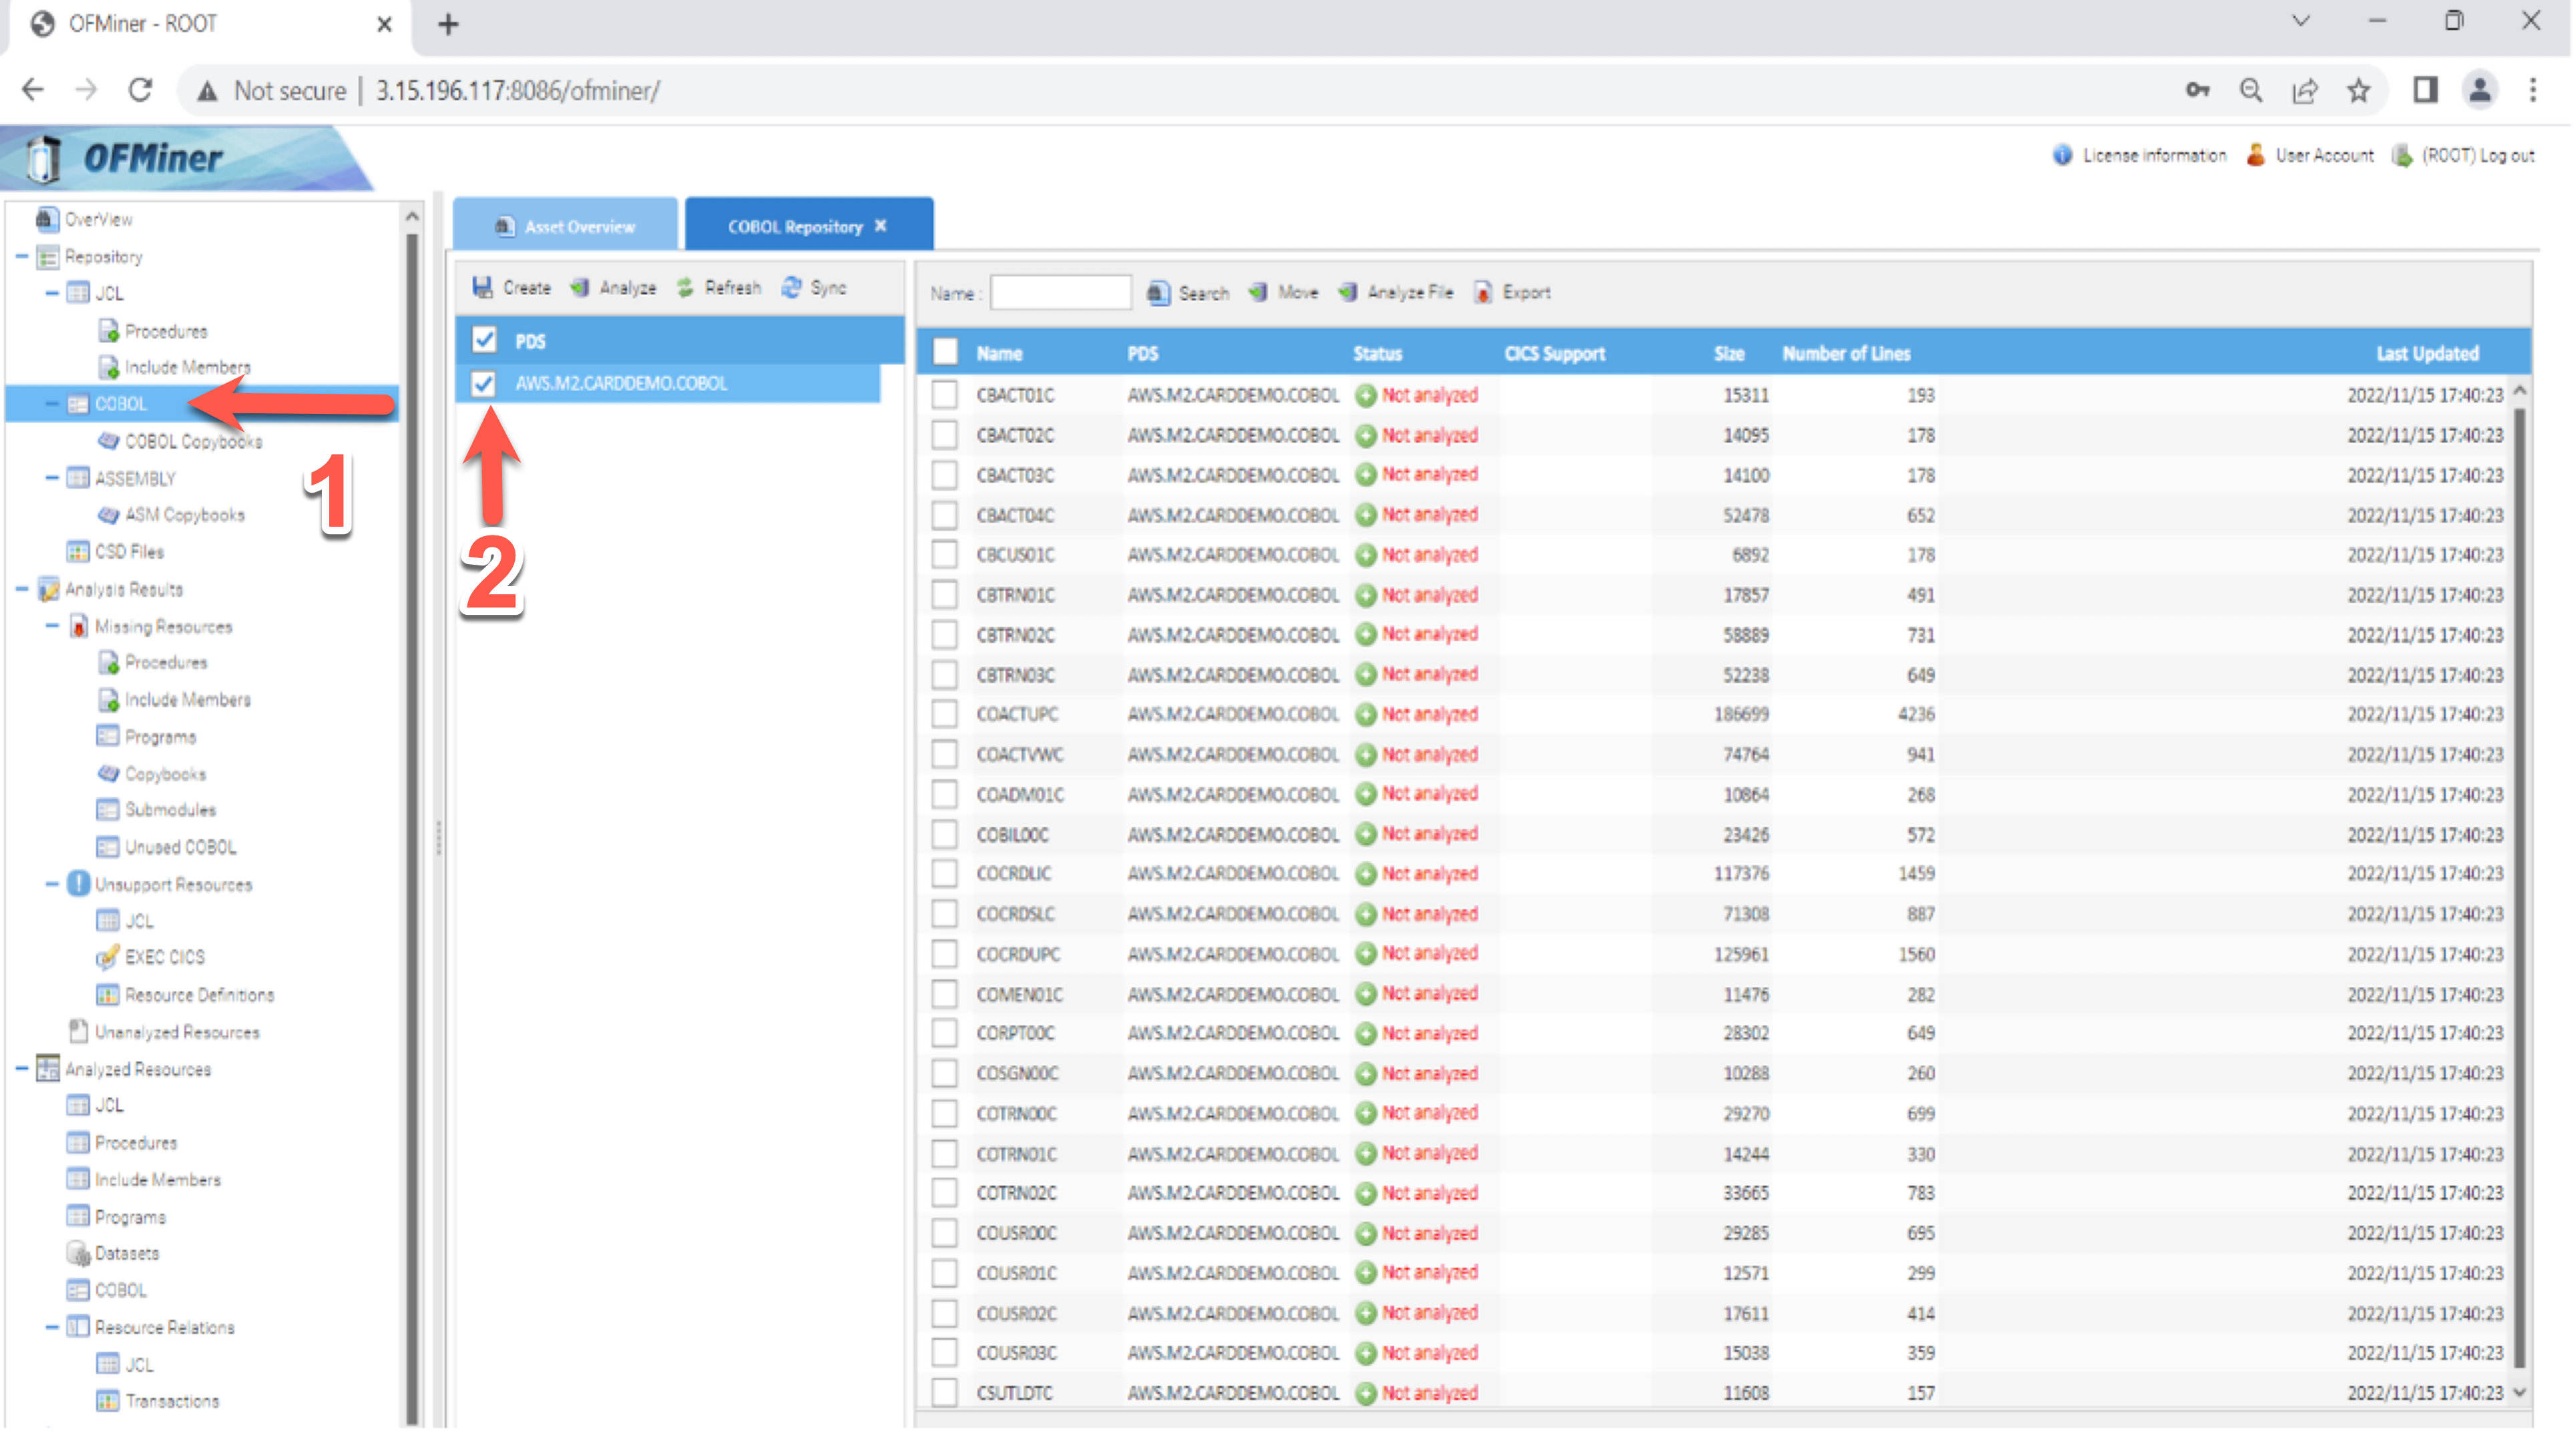 OFMiner - ROOT
Not secure | 3.15.196.117:8086/ofminer/
OFMiner
License information User Account (ROOT) Log out
OverView
Repository
JCL
Procedures
Include Members
COBOL
COBOL Copybooks
ASSEMBLY
ASM Copybooks
CSD Files
Analysis Results
Missing Resources
Procedures
Include Members
Programs
Copybooks
Submodules
Unused COBOL
Unsupport Resources
JCL
EXEC CICS
Resource Definitions
Unanalyzed Resources
Analyzed Resources
JCL
Procedures
Include Members
Programs
Datasets
COBOL
Resource Relations
JCL
Transactions
1
Asset Overview COBOL Repository
Create Analyze Refresh Sync
PDS
AWS.M2.CARDDEMO.COBOL
2
Name : Search Move Analyze File Export
Name PDS Status CICS Support Size Number of Lines Last Updated
CBACT01C AWS.M2.CARDDEMO.COBOL Not analyzed 15311 193 2022/11/15 17:40:23
CBACT02C AWS.M2.CARDDEMO.COBOL Not analyzed 14095 178 2022/11/15 17:40:23
CBACT03C AWS.M2.CARDDEMO.COBOL Not analyzed 14100 178 2022/11/15 17:40:23
CBACT04C AWS.M2.CARDDEMO.COBOL Not analyzed 52478 652 2022/11/15 17:40:23
CBCUS01C AWS.M2.CARDDEMO.COBOL Not analyzed 6892 178 2022/11/15 17:40:23
CBTRN01C AWS.M2.CARDDEMO.COBOL Not analyzed 17857 491 2022/11/15 17:40:23
CBTRN02C AWS.M2.CARDDEMO.COBOL Not analyzed 58889 731 2022/11/15 17:40:23
CBTRN03C AWS.M2.CARDDEMO.COBOL Not analyzed 52238 649 2022/11/15 17:40:23
COACTUPC AWS.M2.CARDDEMO.COBOL Not analyzed 186699 4236 2022/11/15 17:40:23
COACTVWC AWS.M2.CARDDEMO.COBOL Not analyzed 74764 941 2022/11/15 17:40:23
COADM01C AWS.M2.CARDDEMO.COBOL Not analyzed 10864 268 2022/11/15 17:40:23
COBIL00C AWS.M2.CARDDEMO.COBOL Not analyzed 23426 572 2022/11/15 17:40:23
COCRDLIC AWS.M2.CARDDEMO.COBOL Not analyzed 117376 1459 2022/11/15 17:40:23
COCRDSLC AWS.M2.CARDDEMO.COBOL Not analyzed 71308 887 2022/11/15 17:40:23
COCRDUPC AWS.M2.CARDDEMO.COBOL Not analyzed 125961 1560 2022/11/15 17:40:23
COMEN01C AWS.M2.CARDDEMO.COBOL Not analyzed 11476 282 2022/11/15 17:40:23
CORPT00C AWS.M2.CARDDEMO.COBOL Not analyzed 28302 649 2022/11/15 17:40:23
COSGN00C AWS.M2.CARDDEMO.COBOL Not analyzed 10288 260 2022/11/15 17:40:23
COTRN00C AWS.M2.CARDDEMO.COBOL Not analyzed 29270 699 2022/11/15 17:40:23
COTRN01C AWS.M2.CARDDEMO.COBOL Not analyzed 14244 330 2022/11/15 17:40:23
COTRN02C AWS.M2.CARDDEMO.COBOL Not analyzed 33665 783 2022/11/15 17:40:23
COUSR00C AWS.M2.CARDDEMO.COBOL Not analyzed 29285 695 2022/11/15 17:40:23
COUSR01C AWS.M2.CARDDEMO.COBOL Not analyzed 12571 299 2022/11/15 17:40:23
COUSR02C AWS.M2.CARDDEMO.COBOL Not analyzed 17611 414 2022/11/15 17:40:23
COUSR03C AWS.M2.CARDDEMO.COBOL Not analyzed 15038 359 2022/11/15 17:40:23
CSUTLDTC AWS.M2.CARDDEMO.COBOL Not analyzed 11608 157 2022/11/15 17:40:23